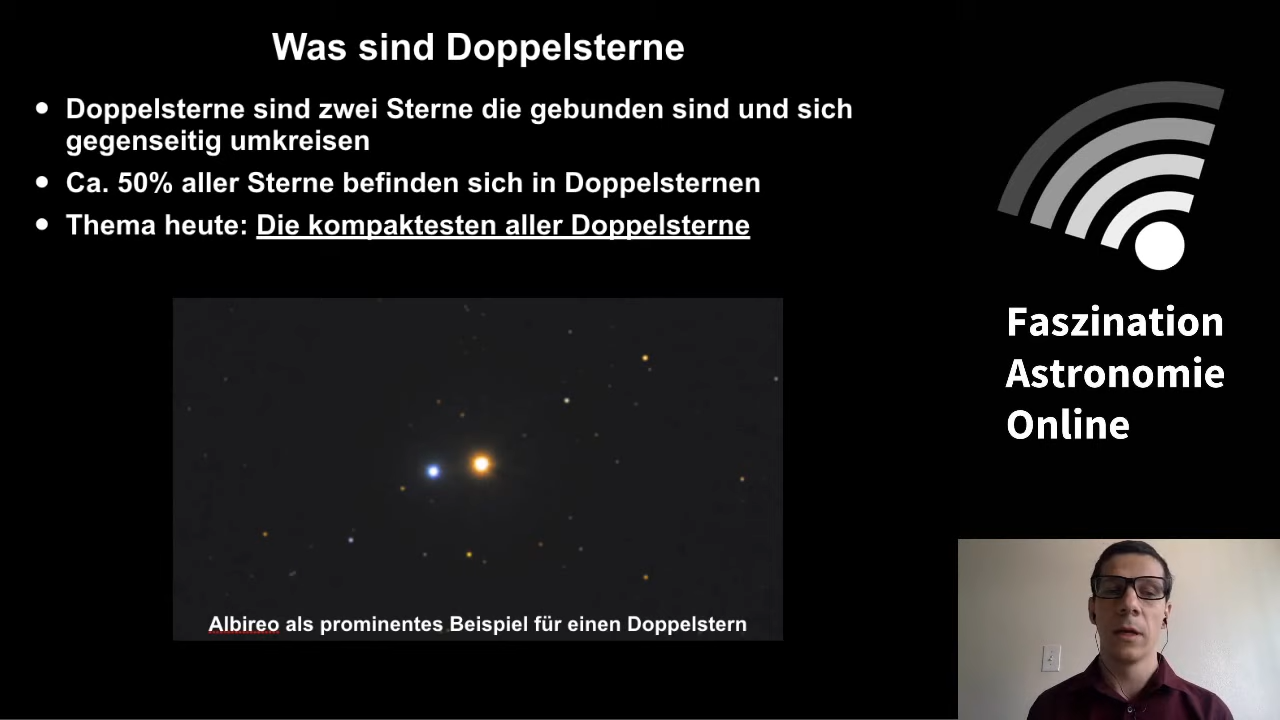 Was sind Doppelsterne
• Doppelsterne sind zwei Sterne die gebunden sind und sich
gegenseitig umkreisen
• Ca. 50% aller Sterne befinden sich in Doppelsternen
• Thema heute: Die kompaktesten aller Doppelsterne
Albireo als prominentes Beispiel für einen Doppelstern
Faszination
Astronomie
Online